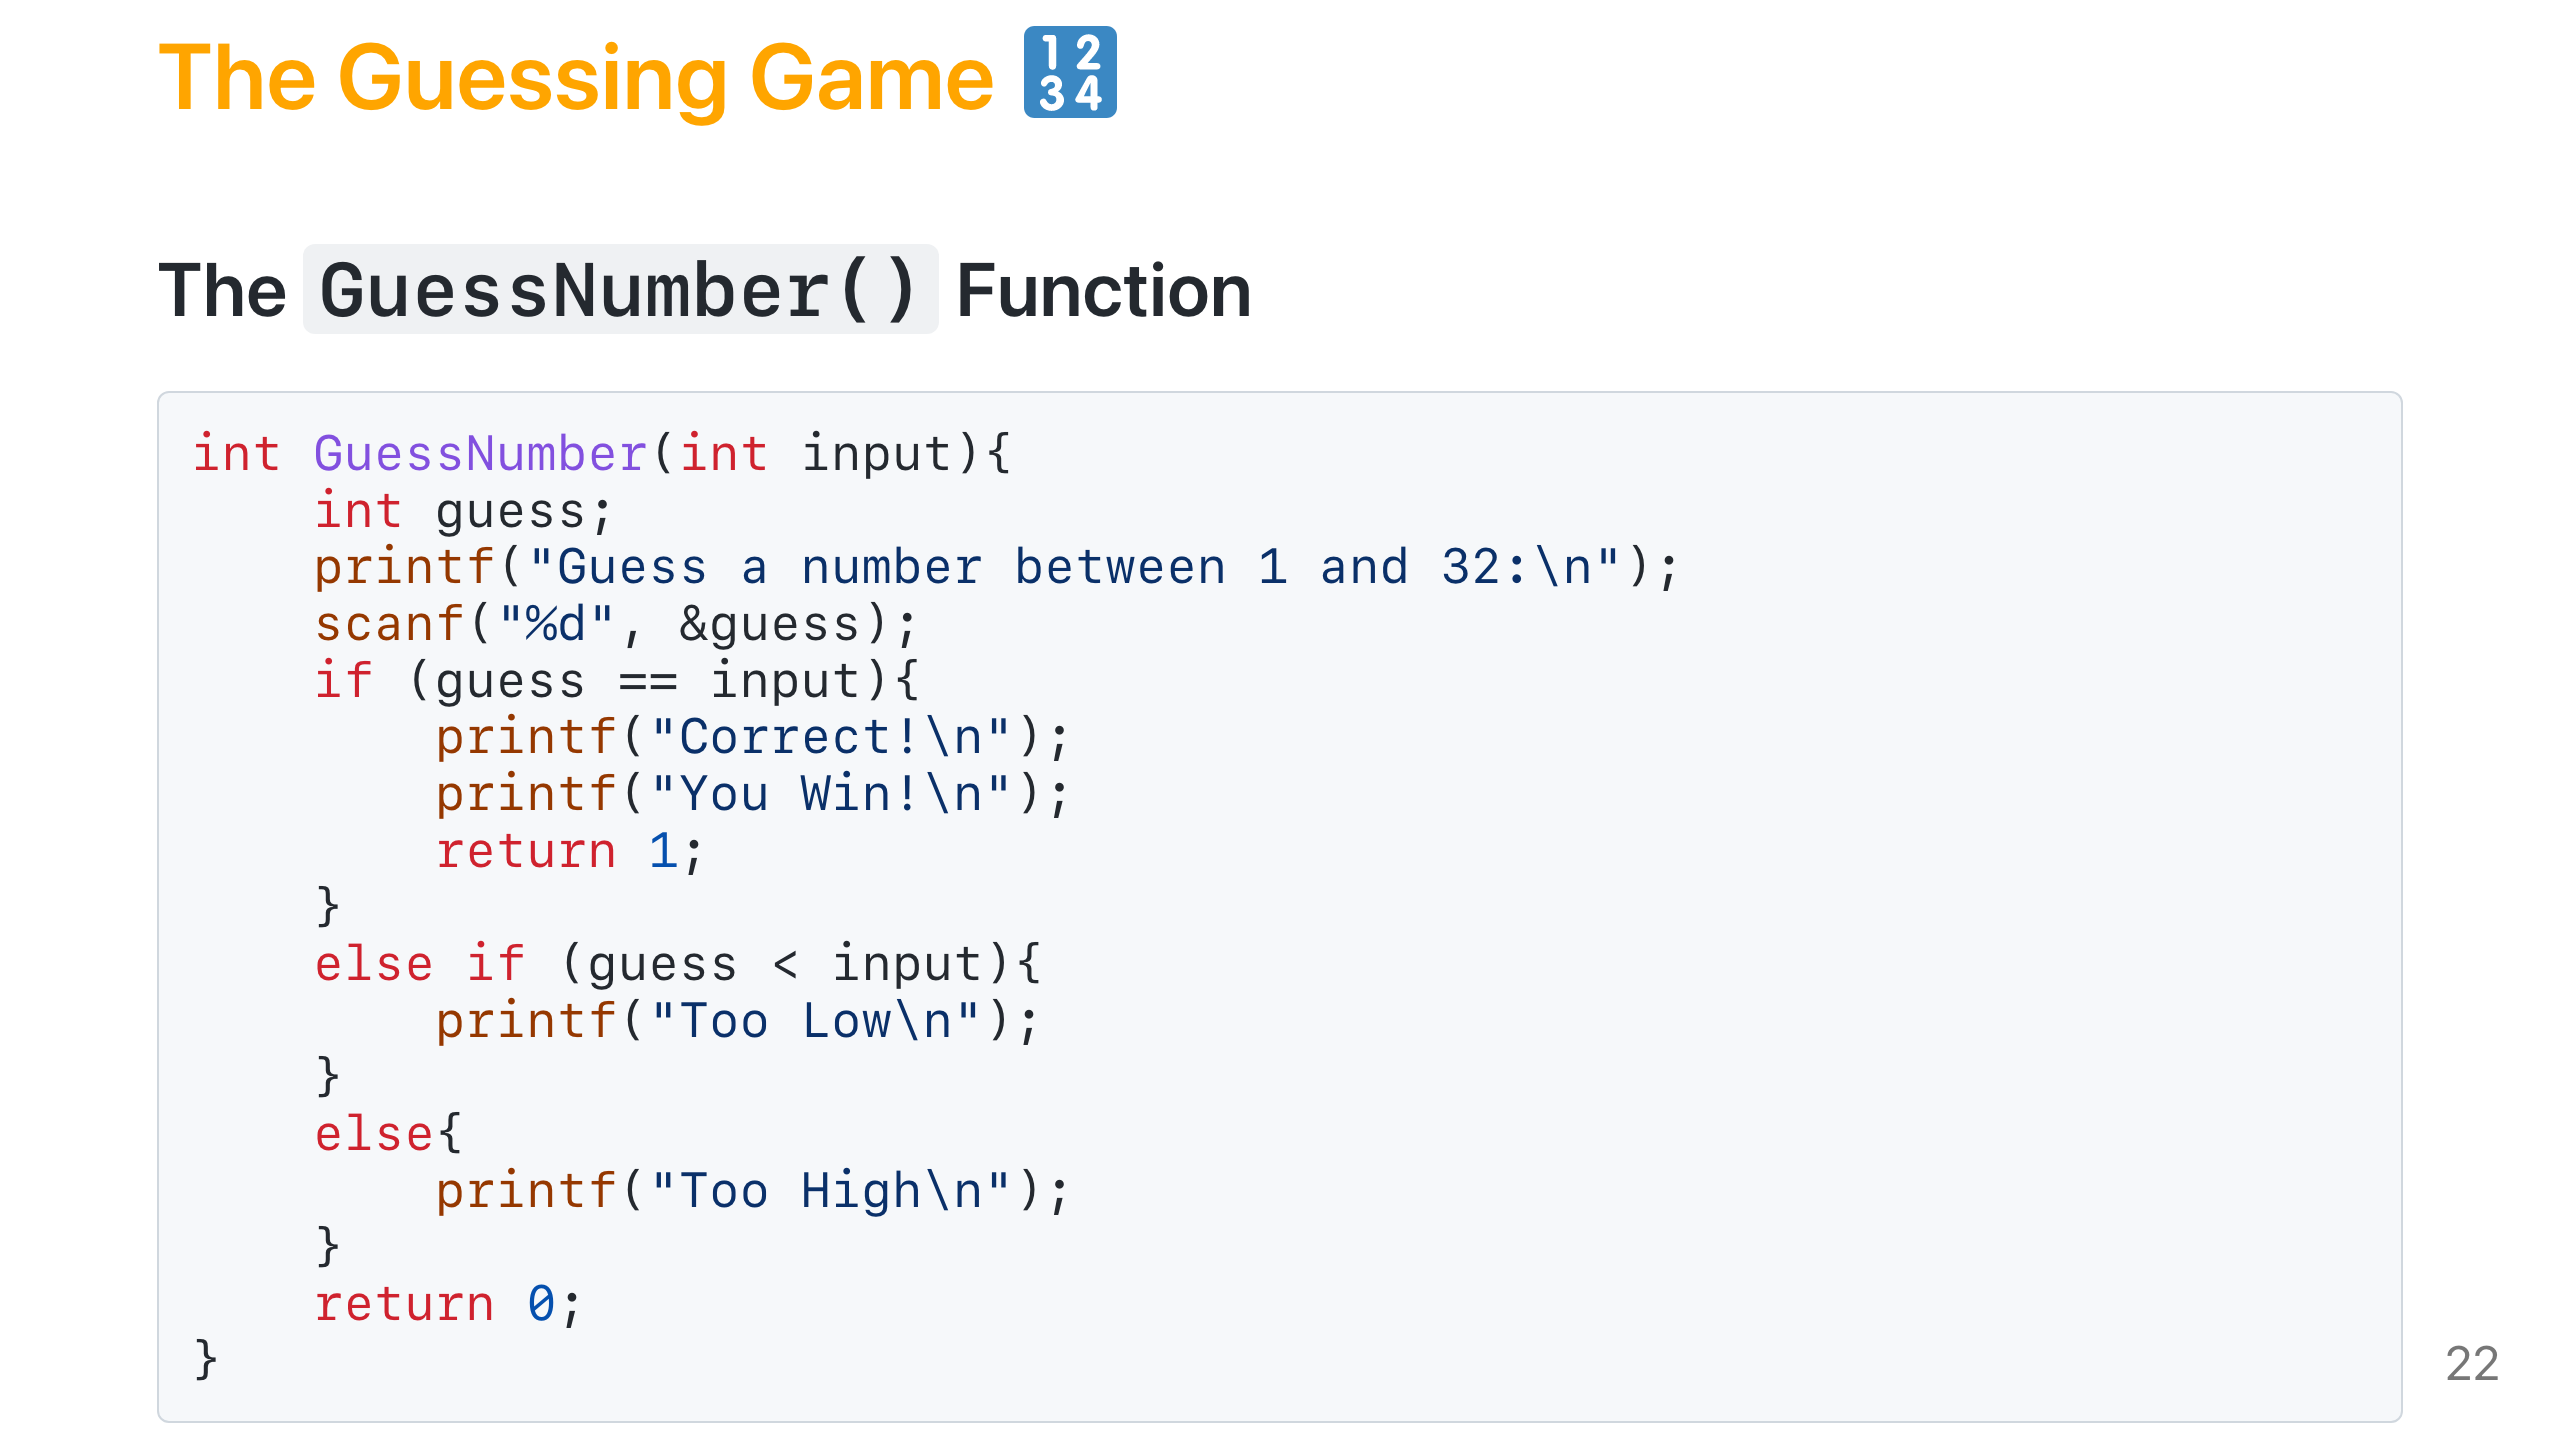 The Guessing Game 🔢
The GuessNumber() Function
int GuessNumber(int input){
    int guess;
    printf("Guess a number between 1 and 32:\n");
    scanf("%d", &guess);
    if (guess == input){
        printf("Correct!\n");
        printf("You Win!\n");
        return 1;
    }
    else if (guess < input){
        printf("Too Low\n");
    }
    else{
        printf("Too High\n");
    }
    return 0;
}
22